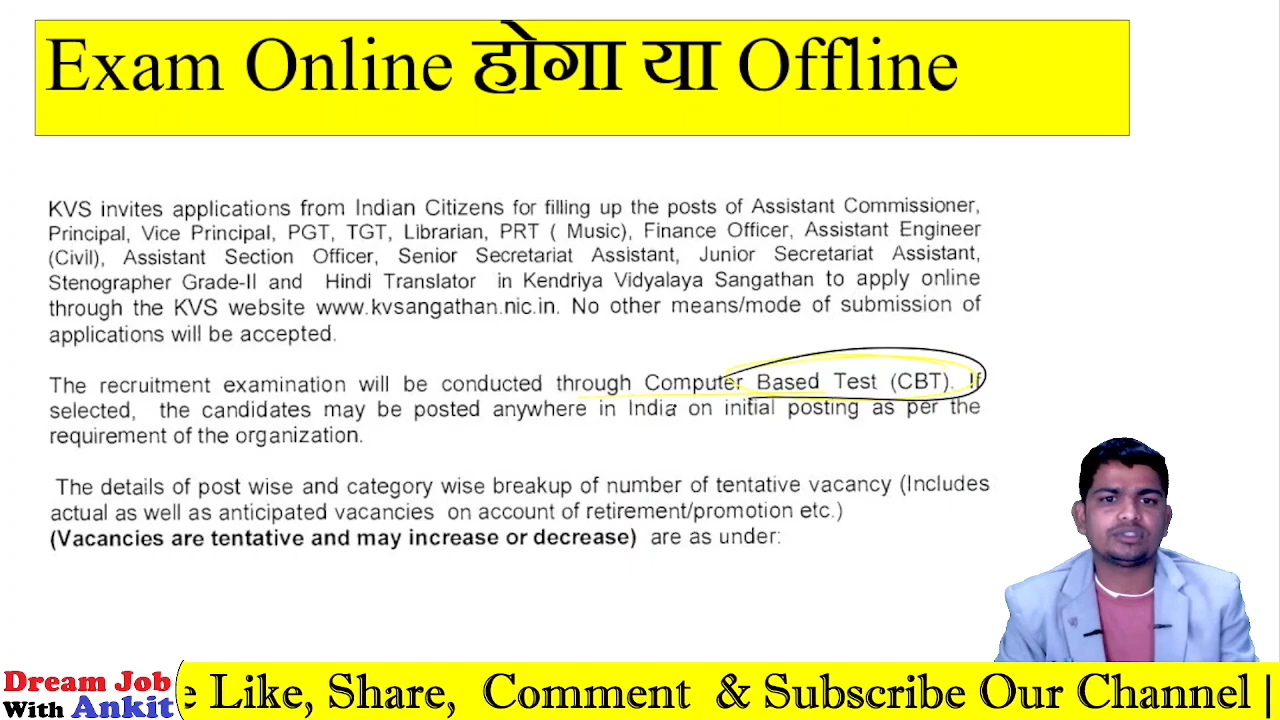 Exam Online होगा या Offline
KVS invites applications from Indian Citizens for filling up the posts of Assistant Commissioner,
Principal, Vice Principal, PGT, TGT, Librarian, PRT ( Music), Finance Officer, Assistant Engineer
(Civil), Assistant Section Officer, Senior Secretariat Assistant, Junior Secretariat Assistant,
Stenographer Grade-II and Hindi Translator in Kendriya Vidyalaya Sangathan to apply online
through the KVS website www.kvsangathan.nic.in. No other means/mode of submission of
applications will be accepted.
The recruitment examination will be conducted through Computer Based Test (CBT). If
selected, the candidates may be posted anywhere in India on initial posting as per the
requirement of the organization.
The details of post wise and category wise breakup of number of tentative vacancy (Includes
actual as well as anticipated vacancies on account of retirement/promotion etc.)
(Vacancies are tentative and may increase or decrease) are as under:
Dream Job
With Ankit
e Like, Share, Comment & Subscribe Our Channel |